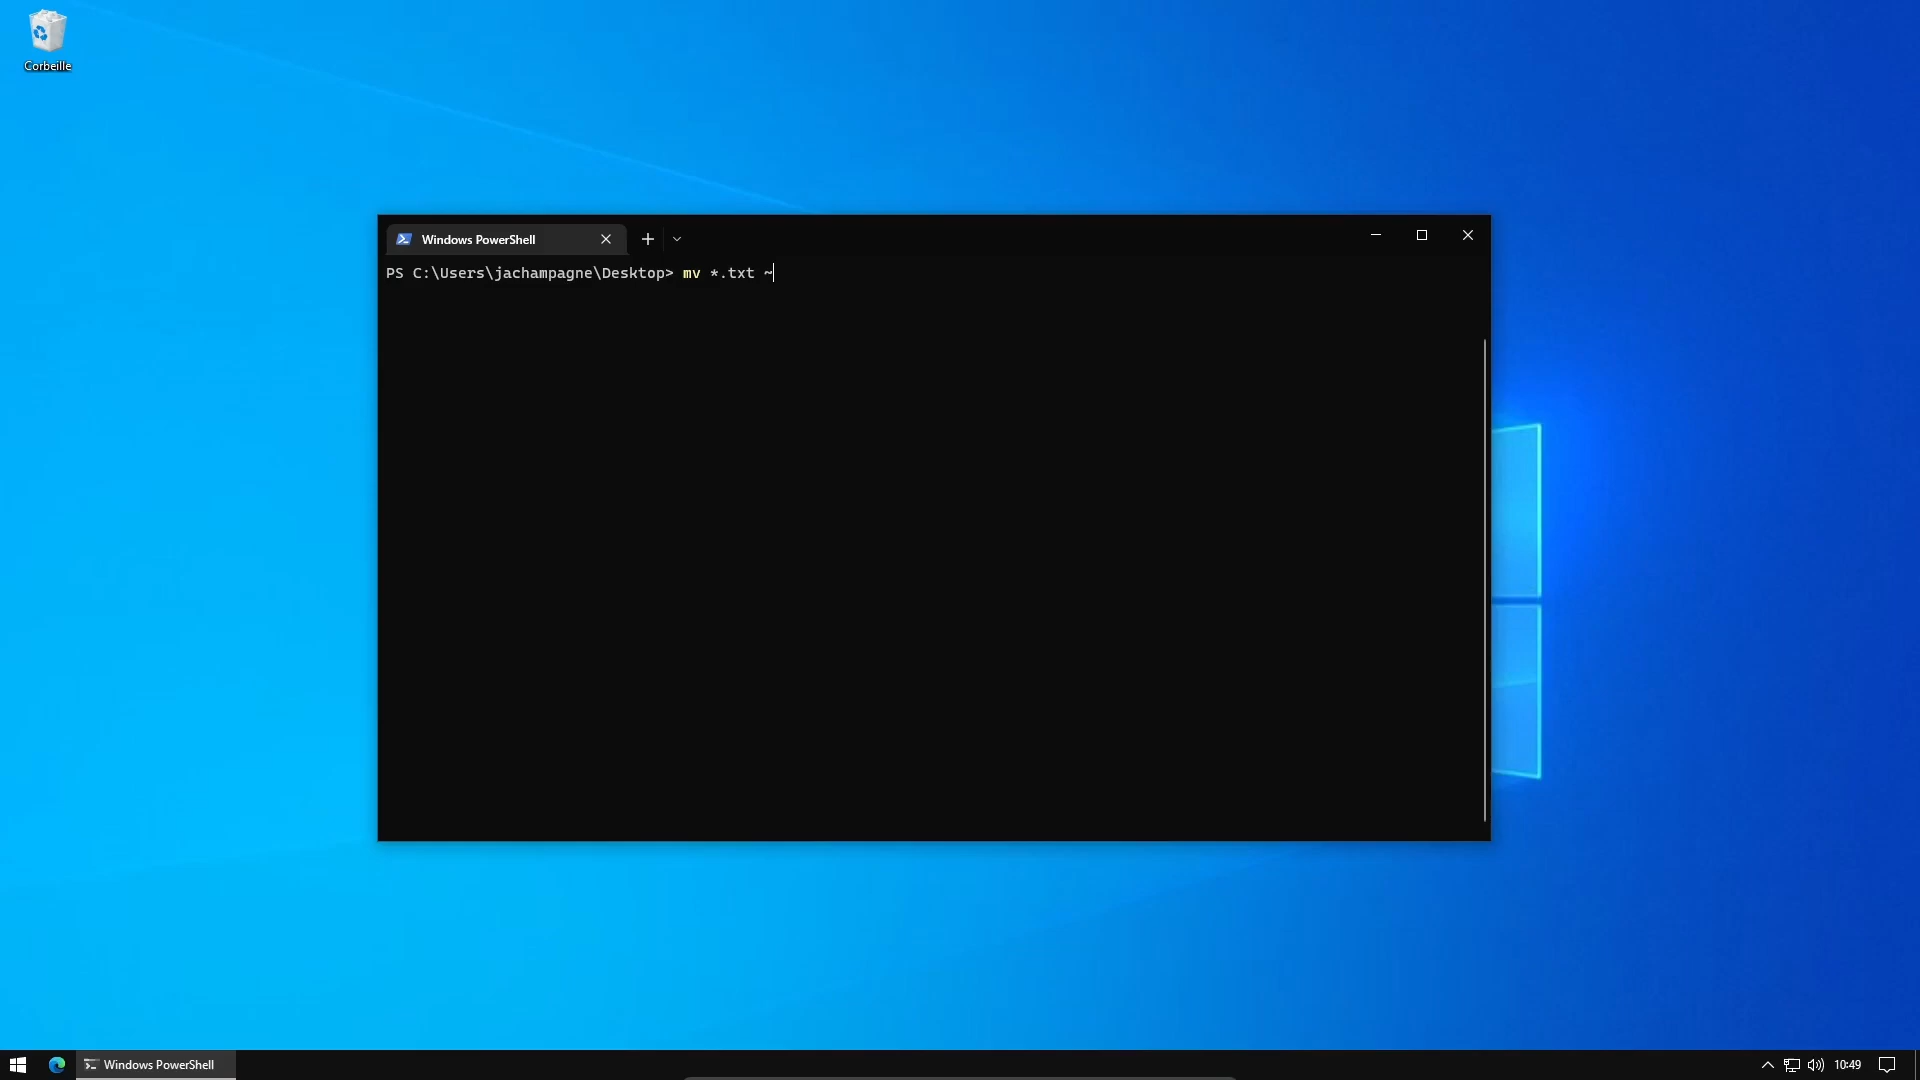 Corbeille
Windows PowerShell
PS C:\Users\jachampagne\Desktop> mv *.txt ~
Windows PowerShell
10:49